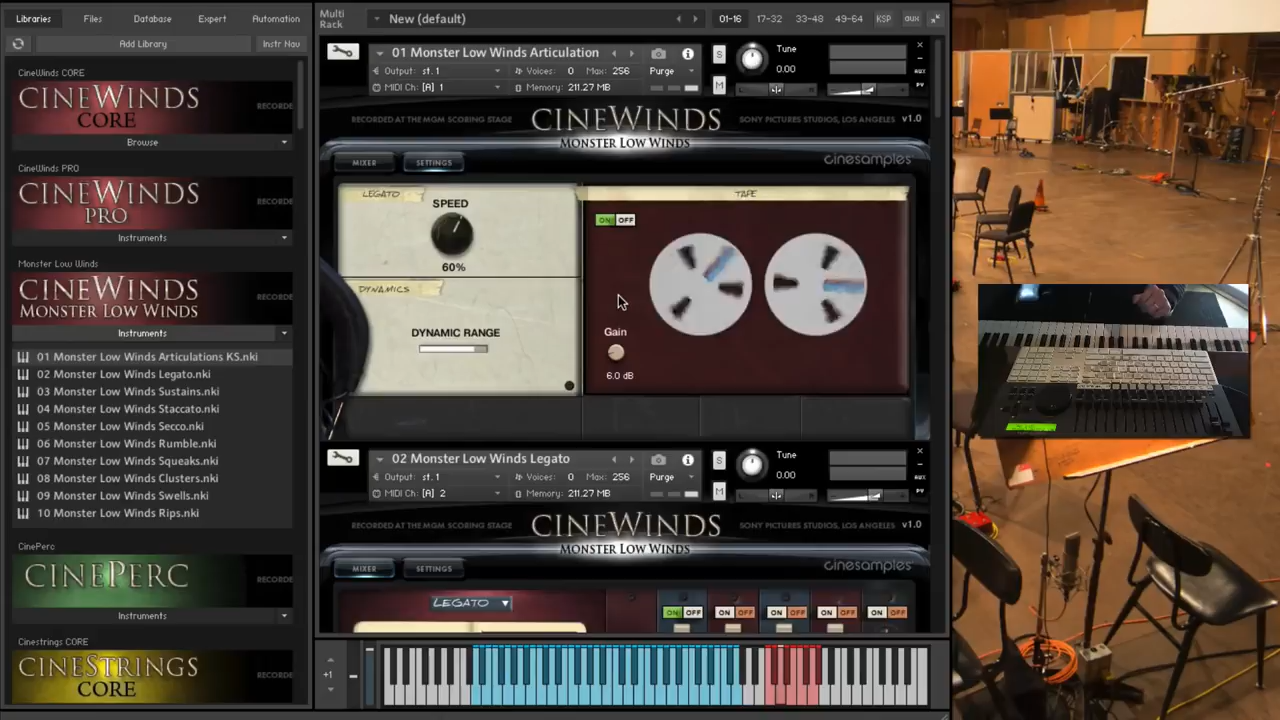 Libraries Files Database Expert Automation
Add Library Instr Nav
CineWinds CORE
CINEWINDS
CORE
RECORDE
Browse
CineWinds PRO
CINEWINDS
PRO
RECORDE
Instruments
Monster Low Winds
CINEWINDS
MONSTER LOW WINDS
Instruments
01 Monster Low Winds Articulations KS.nki
02 Monster Low Winds Legato.nki
03 Monster Low Winds Sustains.nki
04 Monster Low Winds Staccato.nki
05 Monster Low Winds Secco.nki
06 Monster Low Winds Rumble.nki
07 Monster Low Winds Squeaks.nki
08 Monster Low Winds Clusters.nki
09 Monster Low Winds Swells.nki
10 Monster Low Winds Rips.nki
CinePerc
CINEPERC
RECORDE
Instruments
Cinestrings CORE
CINESTRINGS
CORE
RECORDE
Multi
Rack
New (default)
01-16 17-32 33-48 49-64 KSP aux
01 Monster Low Winds Articulation
Output: st.1 Voices: 0 Max: 256 Purge
MIDI Ch: [A] 1 Memory: 211.27 MB
S
M
Tune
0.00
AUX
PV
RECORDED AT THE MGM SCORING STAGE
CINEWINDS
MONSTER LOW WINDS
SONY PICTURES STUDIOS, LOS ANGELES v1.0
MIXER SETTINGS
cinesamples
LEGATO
SPEED
60%
DYNAMICS
DYNAMIC RANGE
TAPE
ON OFF
Gain
6.0 dB
02 Monster Low Winds Legato
Output: st.1 Voices: 0 Max: 256 Purge
MIDI Ch: [A] 2 Memory: 211.27 MB
S
M
Tune
0.00
AUX
PV
RECORDED AT THE MGM SCORING STAGE
CINEWINDS
MONSTER LOW WINDS
SONY PICTURES STUDIOS, LOS ANGELES v1.0
MIXER SETTINGS
cinesamples
LEGATO
ON OFF ON OFF ON OFF ON OFF ON OFF
+1